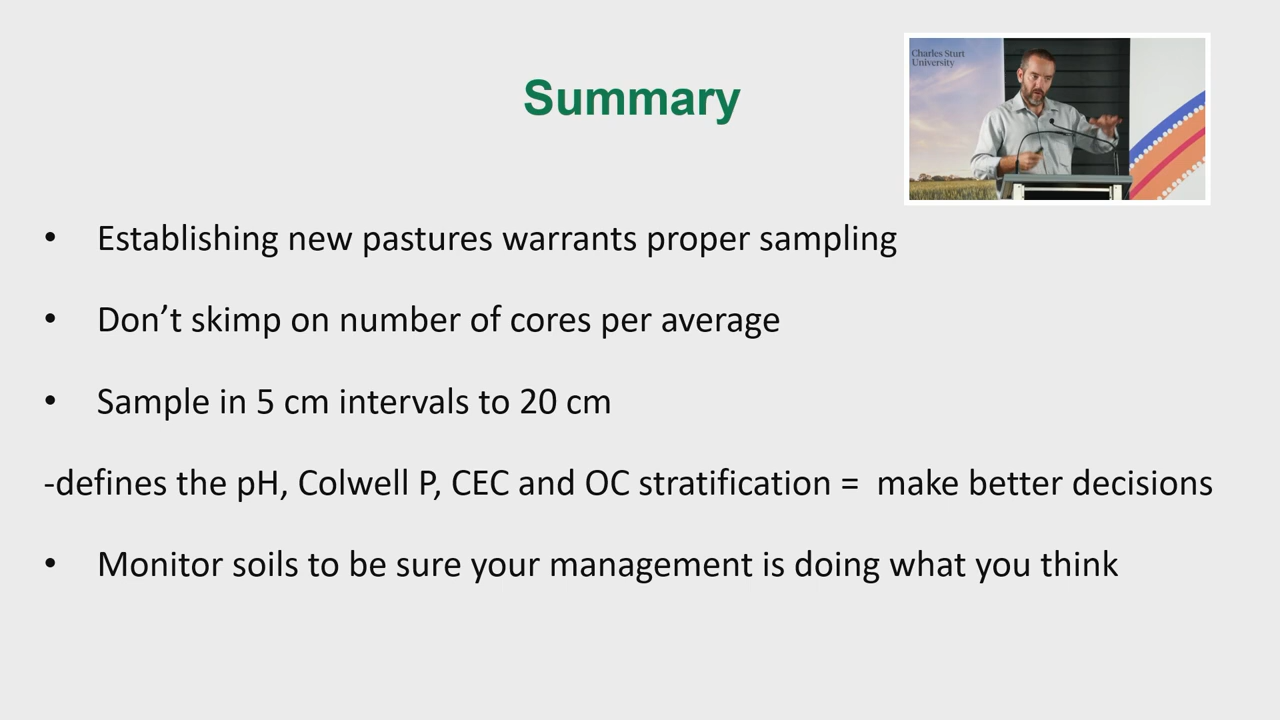 Charles Sturt
University
Summary
• Establishing new pastures warrants proper sampling
• Don’t skimp on number of cores per average
• Sample in 5 cm intervals to 20 cm
-defines the pH, Colwell P, CEC and OC stratification = make better decisions
• Monitor soils to be sure your management is doing what you think